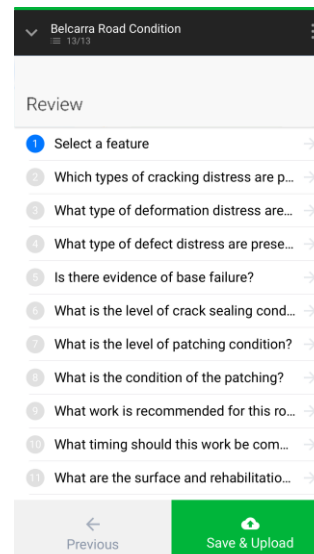 Belcarra Road Condition
13/13
Review
1 Select a feature
2 Which types of cracking distress are p...
3 What type of deformation distress are...
4 What type of defect distress are prese...
5 Is there evidence of base failure?
6 What is the level of crack sealing cond...
7 What is the level of patching condition?
8 What is the condition of the patching?
9 What work is recommended for this ro...
10 What timing should this work be com...
11 What are the surface and rehabilitatio...
Previous
Save & Upload